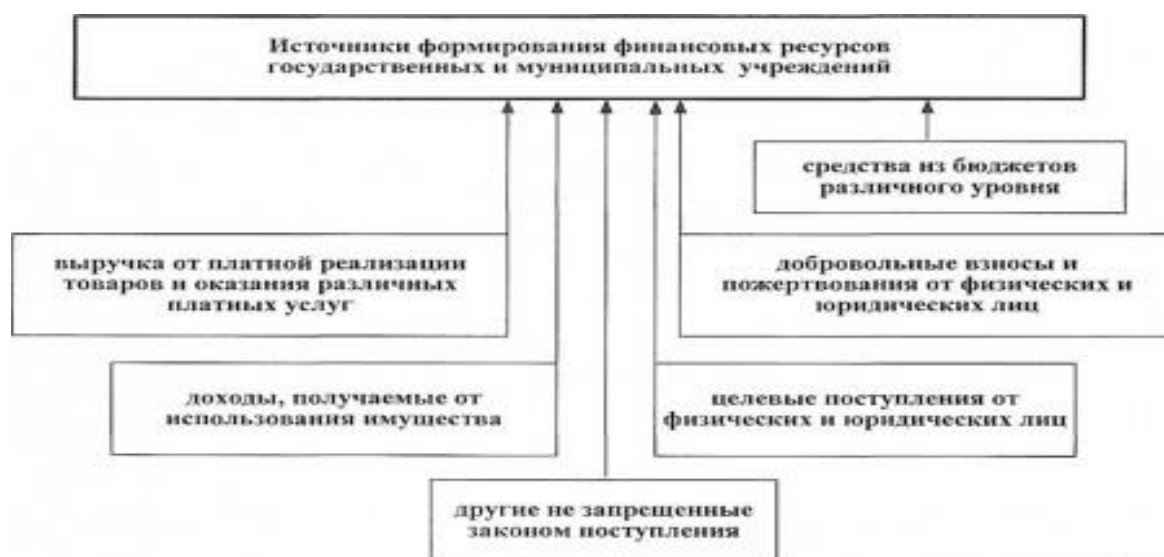 Источники формирования финансовых ресурсов
государственных и муниципальных учреждений
средства из бюджетов
различного уровня
выручка от платной реализации
товаров и оказания различных
платных услуг
добровольные взносы и
пожертвования от физических и
юридических лиц
доходы, получаемые от
использования имущества
целевые поступления от
физических и юридических лиц
другие не запрещенные
законом поступления